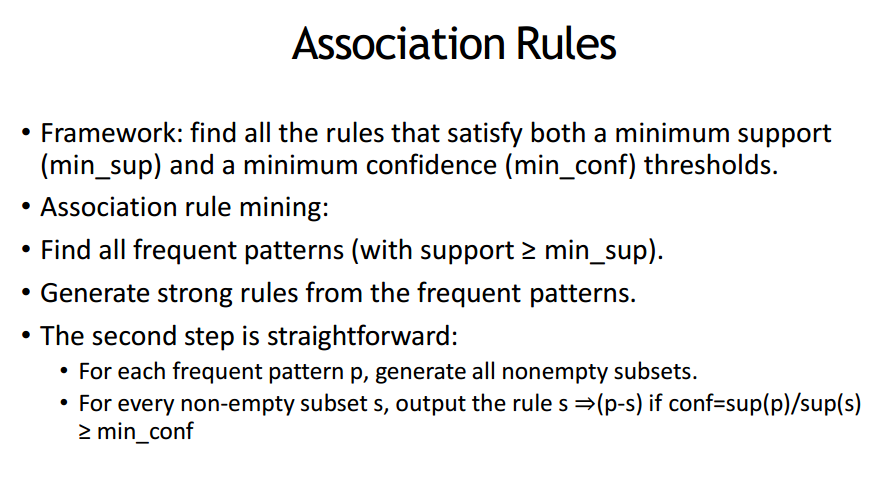 Association Rules
• Framework: find all the rules that satisfy both a minimum support
(min_sup) and a minimum confidence (min_conf) thresholds.
• Association rule mining:
• Find all frequent patterns (with support ≥ min_sup).
• Generate strong rules from the frequent patterns.
• The second step is straightforward:
• For each frequent pattern p, generate all nonempty subsets.
• For every non-empty subset s, output the rule s ⇒(p-s) if conf=sup(p)/sup(s)
≥ min_conf